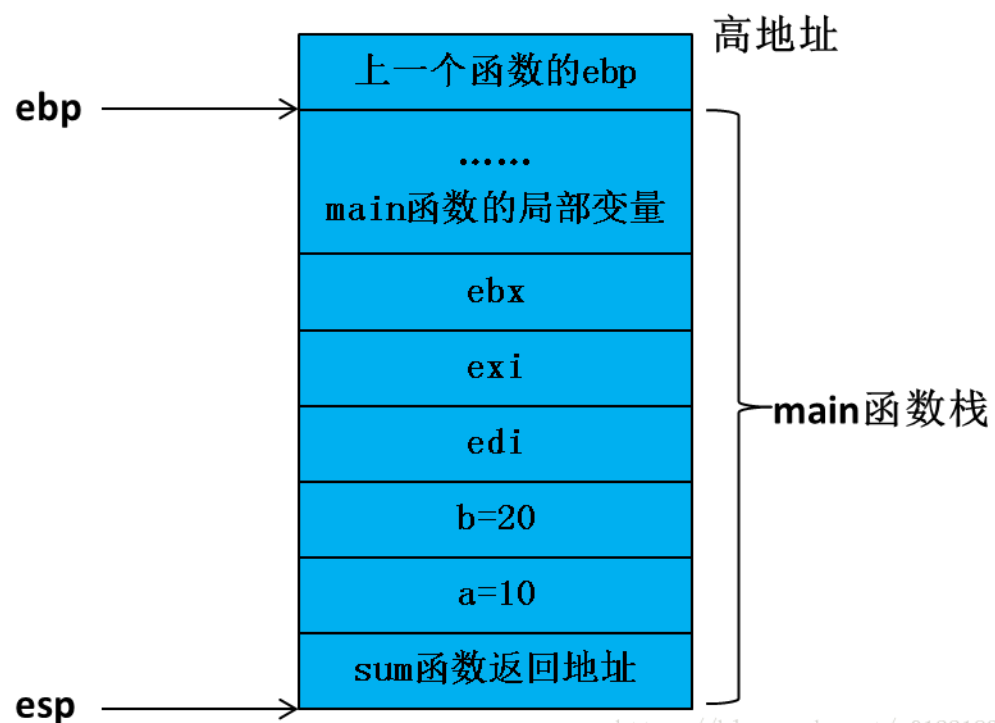 高地址
上一个函数的ebp
ebp
......
main函数的局部变量
ebx
exi
edi
main函数栈
b=20
a=10
sum函数返回地址
esp